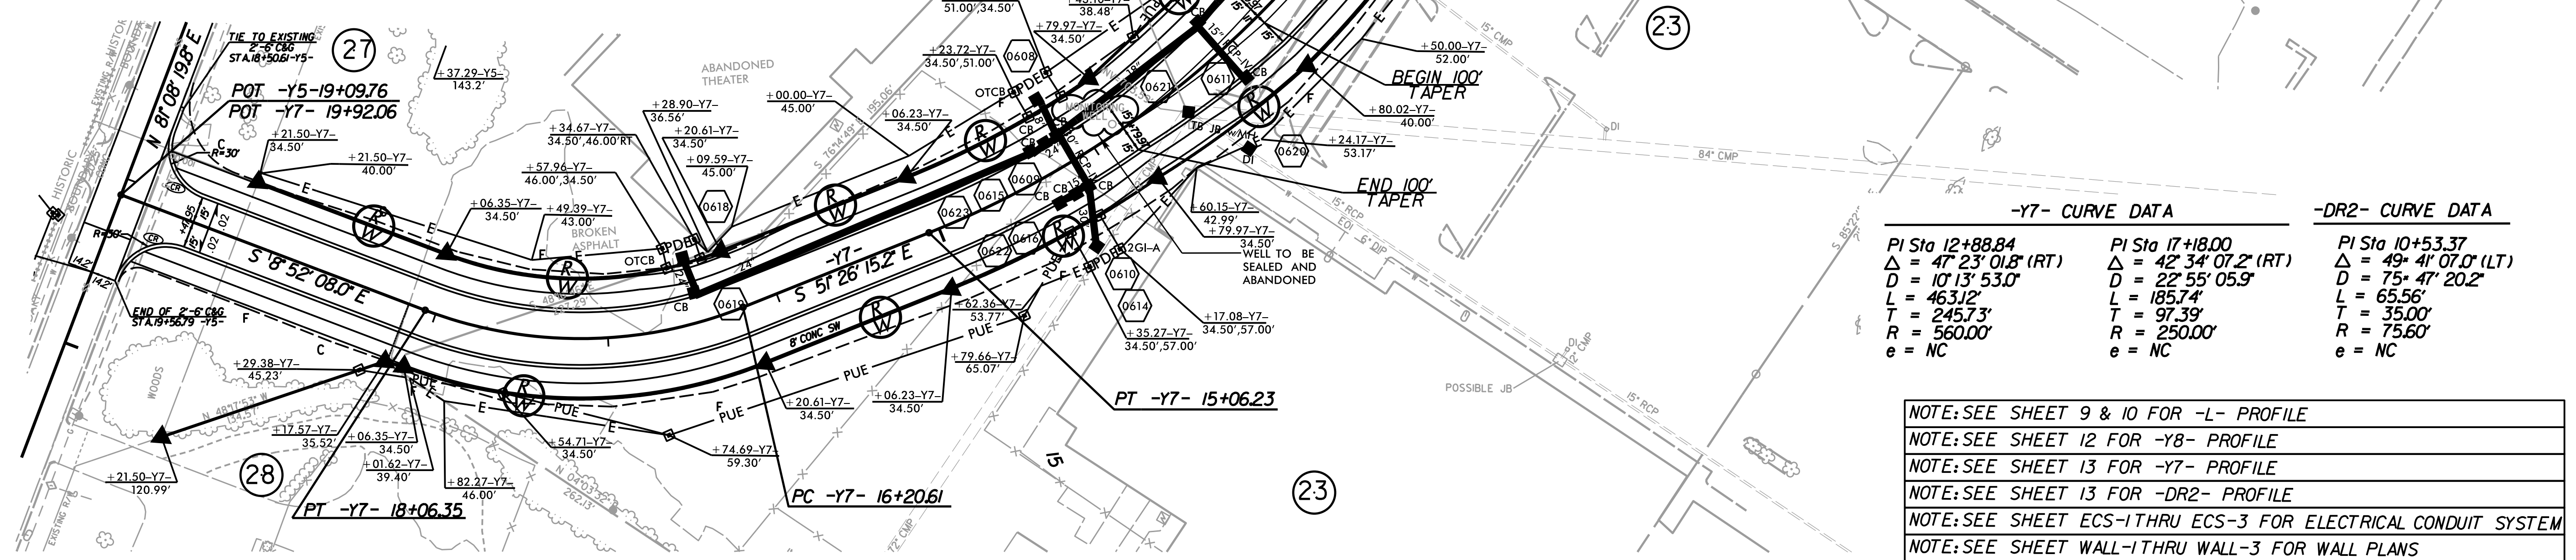 TIE TO EXISTING
2'-6" C&G
STA.18+50.61-Y5-
27
N 81° 08' 19.8" E
POT -Y5- 19+09.76
POT -Y7- 19+92.06
+37.29-Y5-
143.2'
ABANDONED
THEATER
+23.72-Y7-
34.50',51.00'
51.00',34.50'
+79.97-Y7-
34.50'
38.48'
PUE
0608
0621
0611
15" CMP
23
+50.00-Y7-
52.00'
BEGIN 100'
TAPER
+80.02-Y7-
40.00'
+24.17-Y7-
53.17'
0620
84" CMP
DI
END 100'
TAPER
+60.15-Y7-
42.99'
+79.97-Y7-
34.50'
WELL TO BE
SEALED AND
ABANDONED
MONITORING
WELL
+21.50-Y7-
34.50'
+21.50-Y7-
40.00'
+34.67-Y7-
34.50',46.00'RT
+57.96-Y7-
46.00',34.50'
+28.90-Y7-
36.56'
+20.61-Y7-
34.50'
+09.59-Y7-
45.00'
+00.00-Y7-
45.00'
+06.23-Y7-
34.50'
+06.35-Y7-
34.50'
+49.39-Y7-
43.00'
BROKEN
ASPHALT
0618
0609
0615
0623
0616
0622
0619
0610
0614
OTCB
CB
PDE
R/W
R=30'
14.2'
S 18° 52' 08.0" E
-Y7-
S 51° 26' 15.2" E
8' CONC SW
END OF 2'-6" C&G
STA.19+56.79 -Y5-
WOODS
+29.38-Y7-
45.23'
+17.57-Y7-
35.52'
+06.35-Y7-
34.50'
+01.62-Y7-
39.40'
+21.50-Y7-
120.99'
28
PT -Y7- 18+06.35
+82.27-Y7-
46.00'
+54.71-Y7-
34.50'
+74.69-Y7-
59.30'
+20.61-Y7-
34.50'
+06.23-Y7-
34.50'
+79.66-Y7-
65.07'
+62.36-Y7-
53.77'
+35.27-Y7-
34.50',57.00'
+17.08-Y7-
34.50',57.00'
PC -Y7- 16+20.61
PT -Y7- 15+06.23
15
23
72" CMP
15" RCP
POSSIBLE JB
15" RCP
-Y7- CURVE DATA
PI Sta 12+88.84
Δ = 47° 23' 01.8" (RT)
D = 10° 13' 53.0"
L = 463.12'
T = 245.73'
R = 560.00'
e = NC
PI Sta 17+18.00
Δ = 42° 34' 07.2" (RT)
D = 22° 55' 05.9"
L = 185.74'
T = 97.39'
R = 250.00'
e = NC
-DR2- CURVE DATA
PI Sta 10+53.37
Δ = 49° 41' 07.0" (LT)
D = 75° 47' 20.2"
L = 65.56'
T = 35.00'
R = 75.60'
e = NC
NOTE: SEE SHEET 9 & 10 FOR -L- PROFILE
NOTE: SEE SHEET 12 FOR -Y8- PROFILE
NOTE: SEE SHEET 13 FOR -Y7- PROFILE
NOTE: SEE SHEET 13 FOR -DR2- PROFILE
NOTE: SEE SHEET ECS-1 THRU ECS-3 FOR ELECTRICAL CONDUIT SYSTEM
NOTE: SEE SHEET WALL-1 THRU WALL-3 FOR WALL PLANS